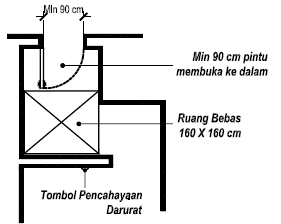 MIn 90 cm
Min 90 cm pintu
membuka ke dalam
Ruang Bebas
160 X 160 cm
Tombol Pencahayaan
Darurat